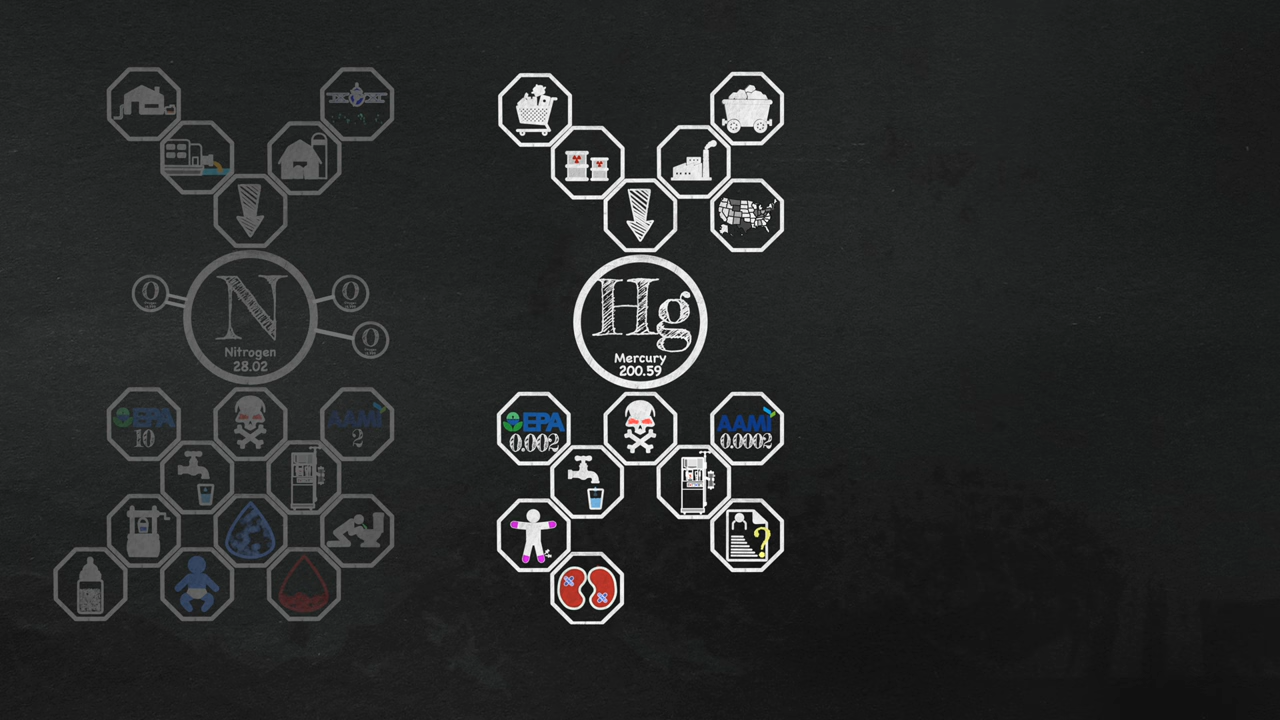 N
Nitrogen
28.02
O
O
O
EPA
10
AAMI
2
Hg
Mercury
200.59
EPA
0.002
AAMI
0.0002
?